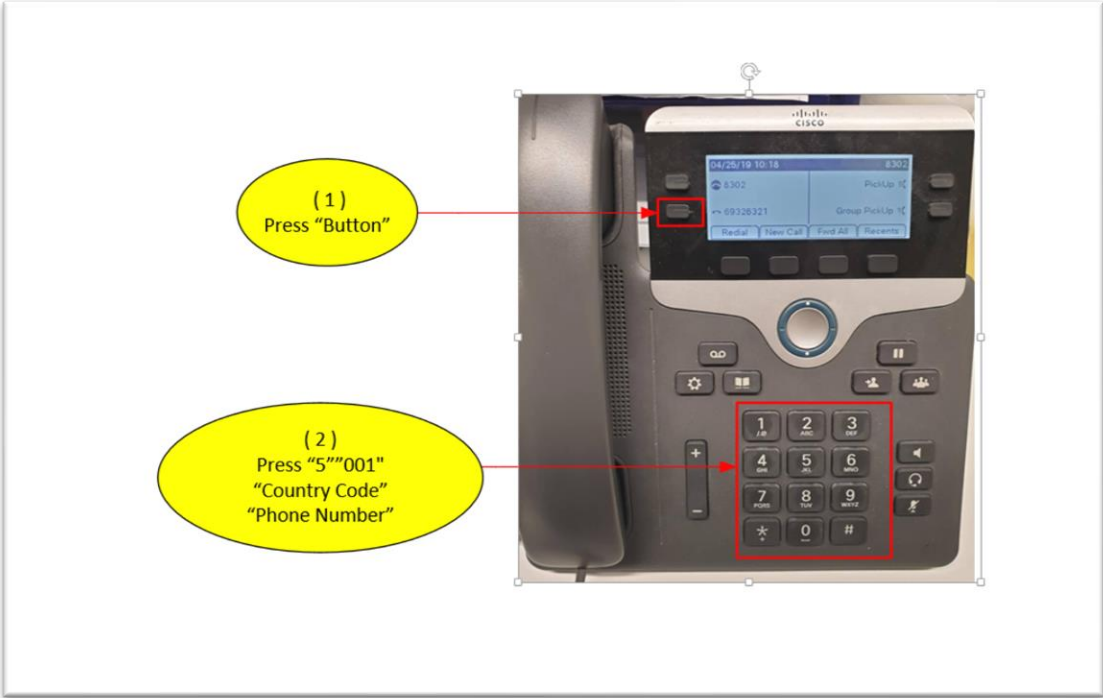 CISCO
04/25/19 10:18 8302
8302 PickUp
69326321 Group PickUp
Redial New Call Fwd All Recents
( 1 )
Press “Button”
( 2 )
Press “5””001"
“Country Code”
“Phone Number”
1 2 ABC 3 DEF
4 GHI 5 JKL 6 MNO
7 PQRS 8 TUV 9 WXYZ
* 0 #
+
−